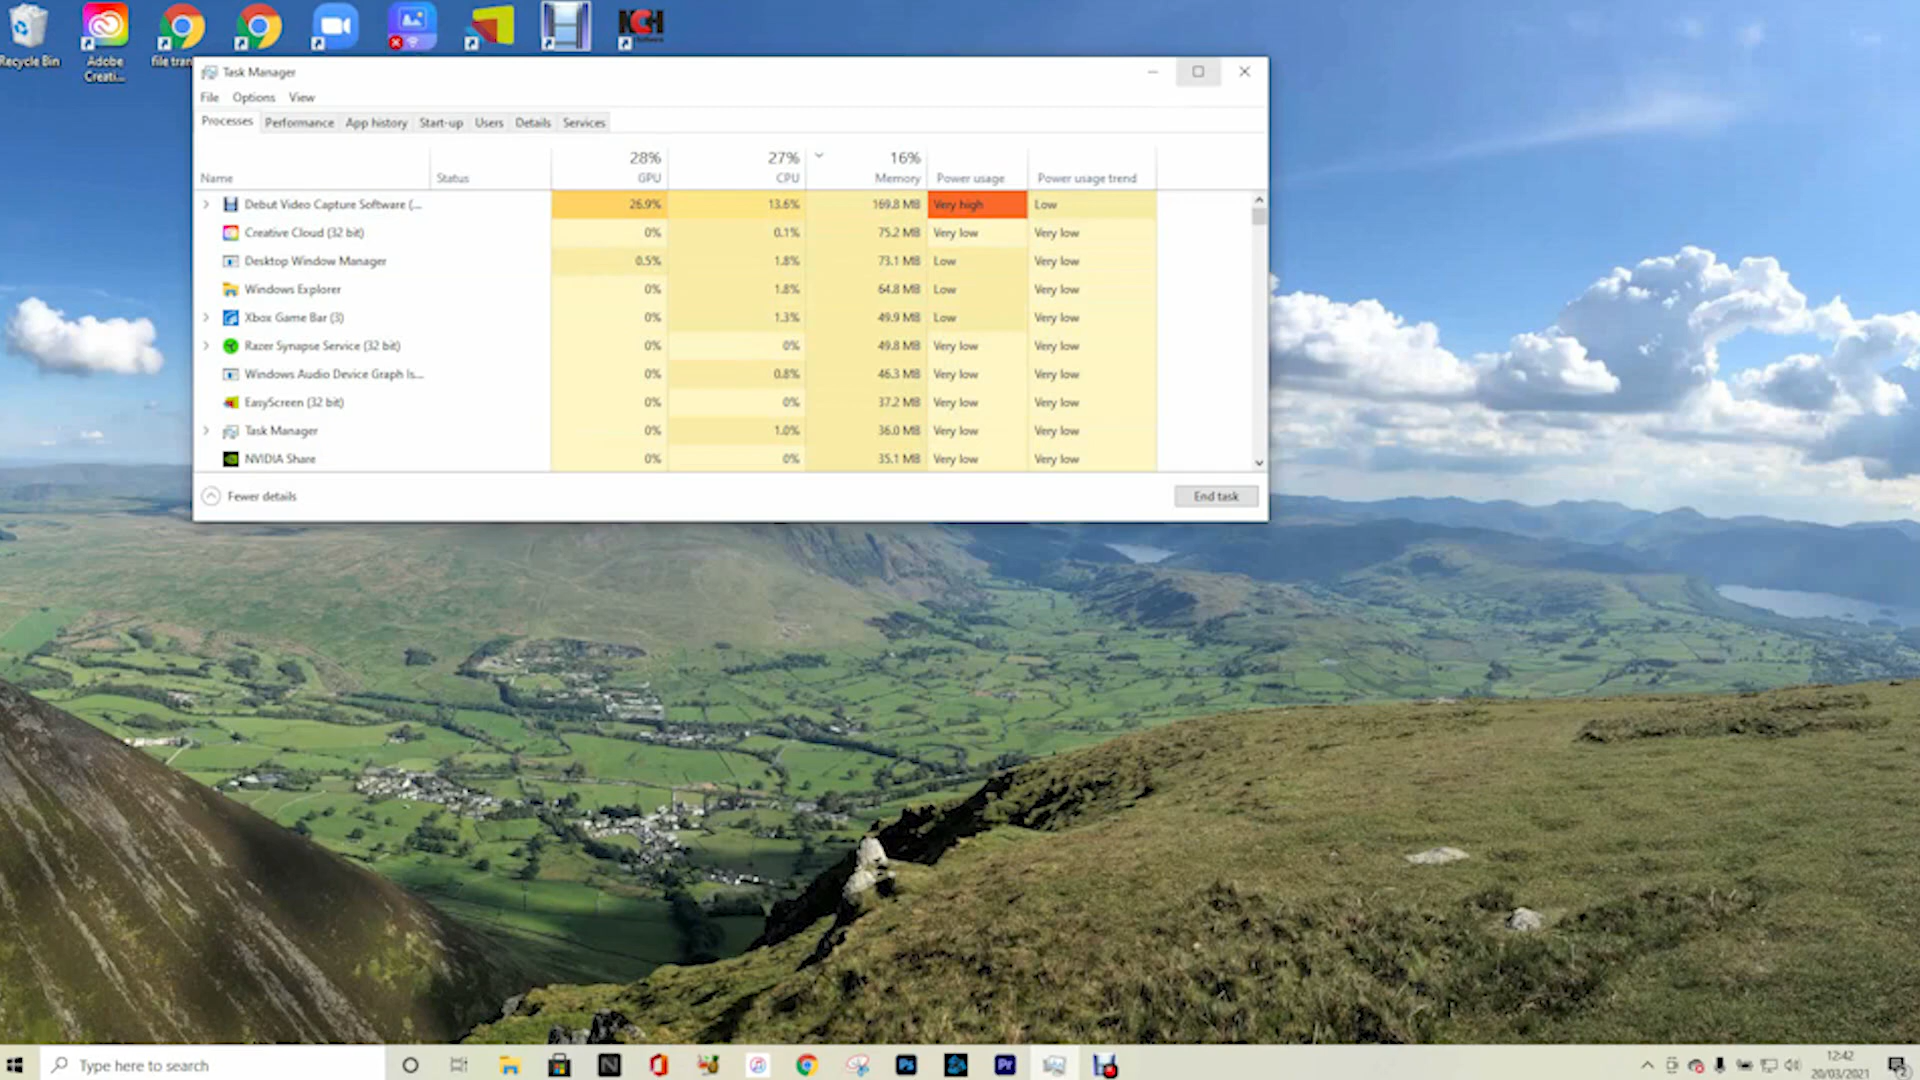 Recycle Bin
Adobe
Creati...
file tran
NCH
Task Manager
File Options View
Processes Performance App history Start-up Users Details Services
28% 27% 16%
Name Status GPU CPU Memory Power usage Power usage trend
Debut Video Capture Software (... 26.9% 13.6% 169.8 MB Very high Low
Creative Cloud (32 bit) 0% 0.1% 75.2 MB Very low Very low
Desktop Window Manager 0.5% 1.8% 73.1 MB Low Very low
Windows Explorer 0% 1.8% 64.8 MB Low Very low
Xbox Game Bar (3) 0% 1.3% 49.9 MB Low Very low
Razer Synapse Service (32 bit) 0% 0% 49.8 MB Very low Very low
Windows Audio Device Graph Is... 0% 0.8% 46.3 MB Very low Very low
EasyScreen (32 bit) 0% 0% 37.2 MB Very low Very low
Task Manager 0% 1.0% 36.0 MB Very low Very low
NVIDIA Share 0% 0% 35.1 MB Very low Very low
Fewer details End task
Type here to search
N Ps Pr
12:42
20/03/2021
2